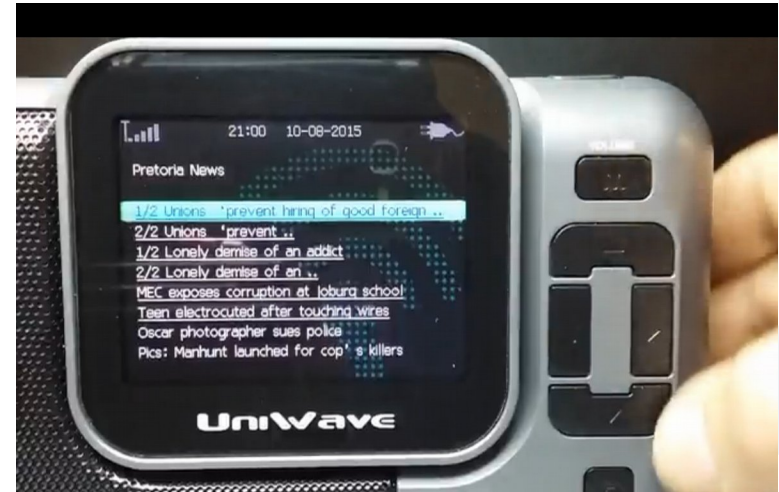 21:00 10-08-2015
Pretoria News
1/2 Unions 'prevent hiring of good foreign ..
2/2 Unions 'prevent ..
1/2 Lonely demise of an addict
2/2 Lonely demise of an ..
MEC exposes corruption at Joburg school
Teen electrocuted after touching wires
Oscar photographer sues police
Pics: Manhunt launched for cop's killers
UniWave
VOLUME